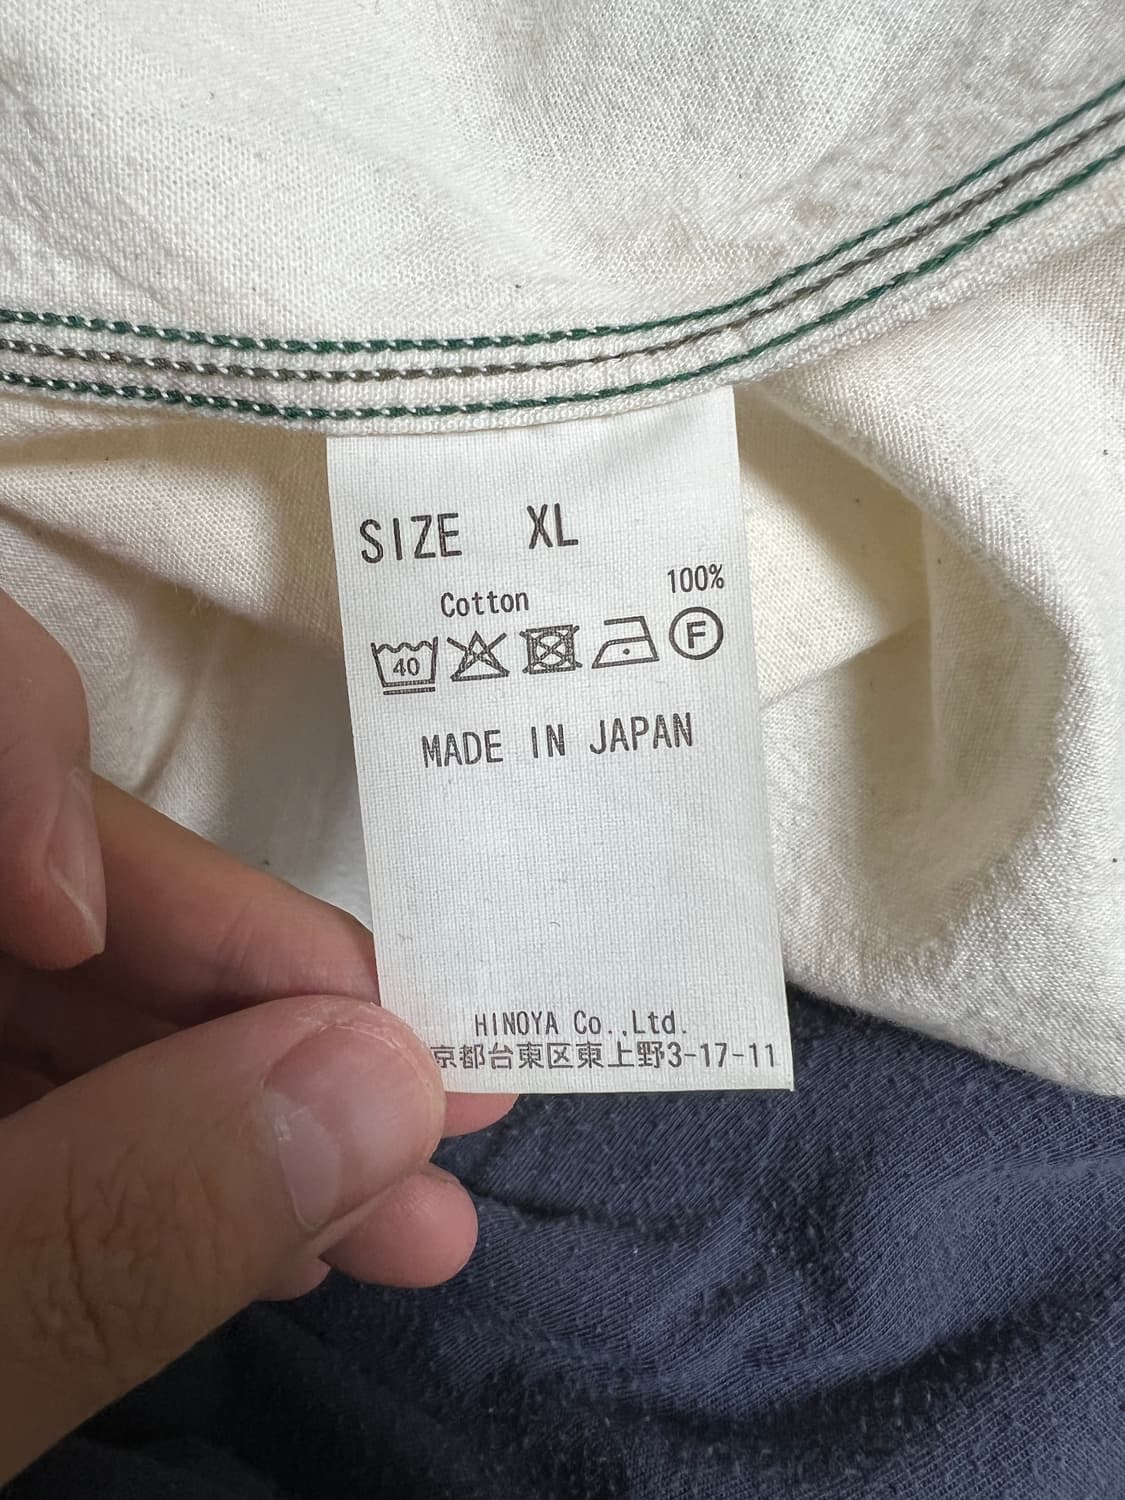 SIZE XL
Cotton 100%
40 F
MADE IN JAPAN
HINOYA Co.,Ltd.
京都台東区東上野3-17-11